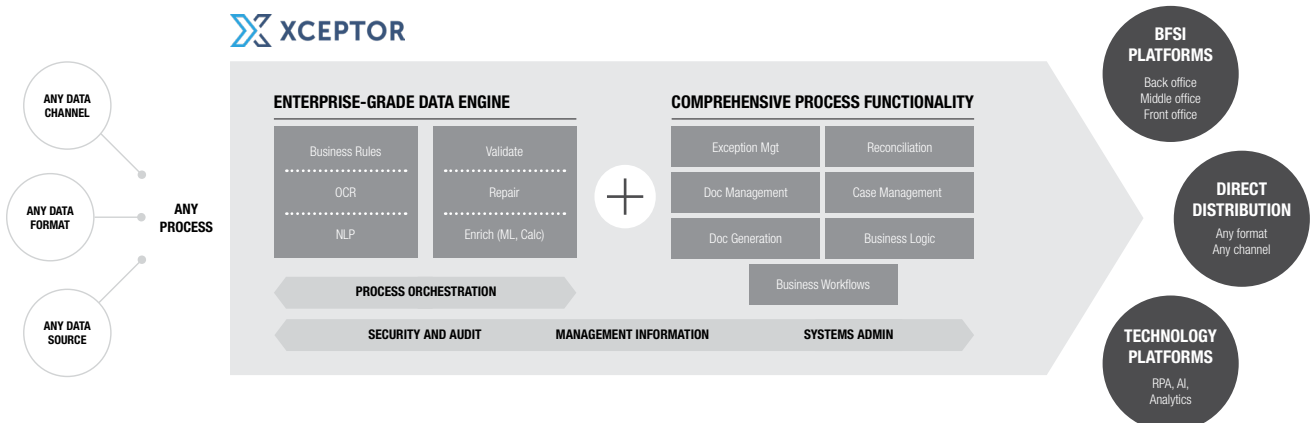 XCEPTOR
ANY DATA
CHANNEL
ANY DATA
FORMAT
ANY DATA
SOURCE
ANY
PROCESS
ENTERPRISE-GRADE DATA ENGINE
Business Rules
OCR
NLP
Validate
Repair
Enrich (ML, Calc)
PROCESS ORCHESTRATION
COMPREHENSIVE PROCESS FUNCTIONALITY
Exception Mgt
Reconciliation
Doc Management
Case Management
Doc Generation
Business Logic
Business Workflows
SECURITY AND AUDIT
MANAGEMENT INFORMATION
SYSTEMS ADMIN
BFSI
PLATFORMS
Back office
Middle office
Front office
DIRECT
DISTRIBUTION
Any format
Any channel
TECHNOLOGY
PLATFORMS
RPA, AI,
Analytics